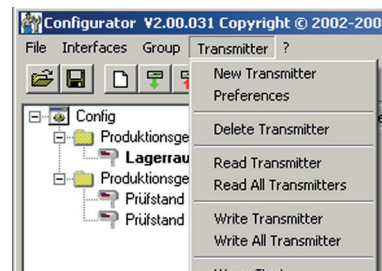 Configurator V2.00.031 Copyright © 2002-200
File Interfaces Group Transmitter ?
New Transmitter
Preferences
Delete Transmitter
Read Transmitter
Read All Transmitters
Write Transmitter
Write All Transmitter
Config
Produktionsge
Lagerrau
Produktionsge
Prüfstand
Prüfstand